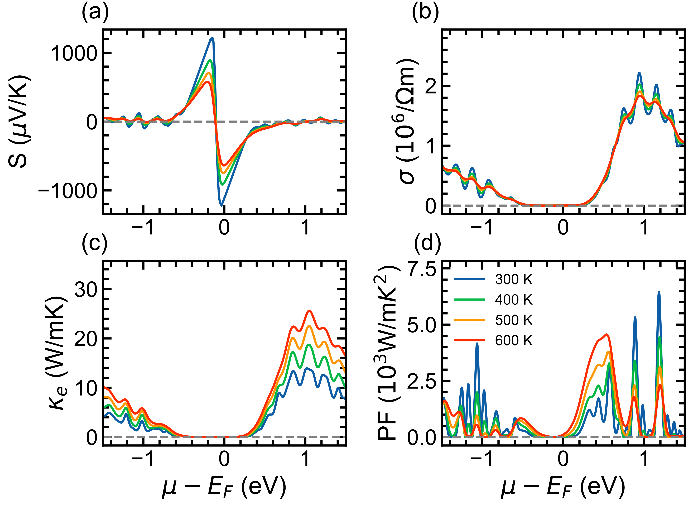 (a)
S (μV/K)
1000
0
−1000
−1
0
1
(b)
σ (10⁶/Ωm)
2
1
0
−1
0
1
(c)
κₑ (W/mK)
30
20
10
0
−1
0
1
μ − E_F (eV)
(d)
PF (10³W/mK²)
7.5
5.0
2.5
0.0
300 K
400 K
500 K
600 K
−1
0
1
μ − E_F (eV)